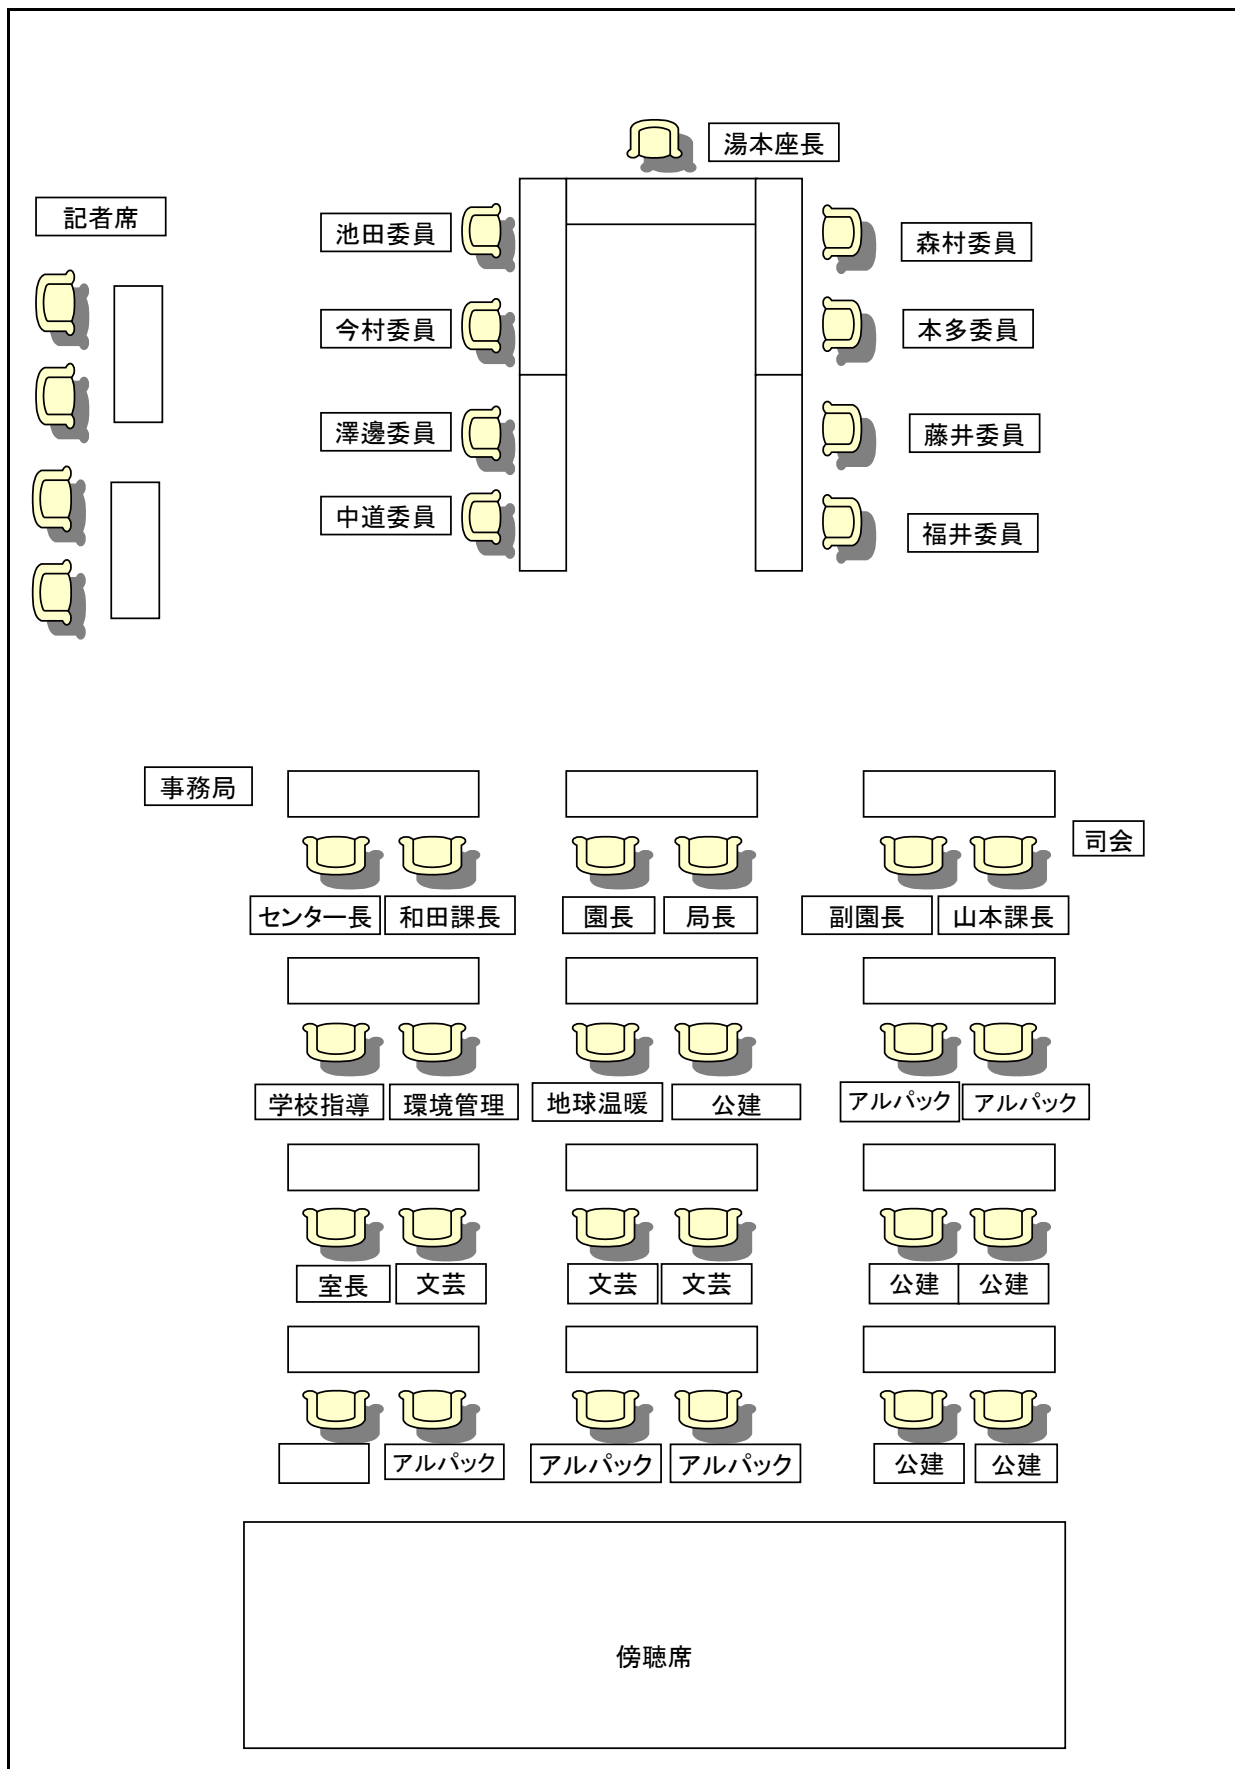 湯本座長
記者席
池田委員
森村委員
今村委員
本多委員
澤邊委員
藤井委員
中道委員
福井委員
事務局
司会
センター長 和田課長 園長 局長 副園長 山本課長
学校指導 環境管理 地球温暖 公建 アルパック アルパック
室長 文芸 文芸 文芸 公建 公建
アルパック アルパック アルパック 公建 公建
傍聴席